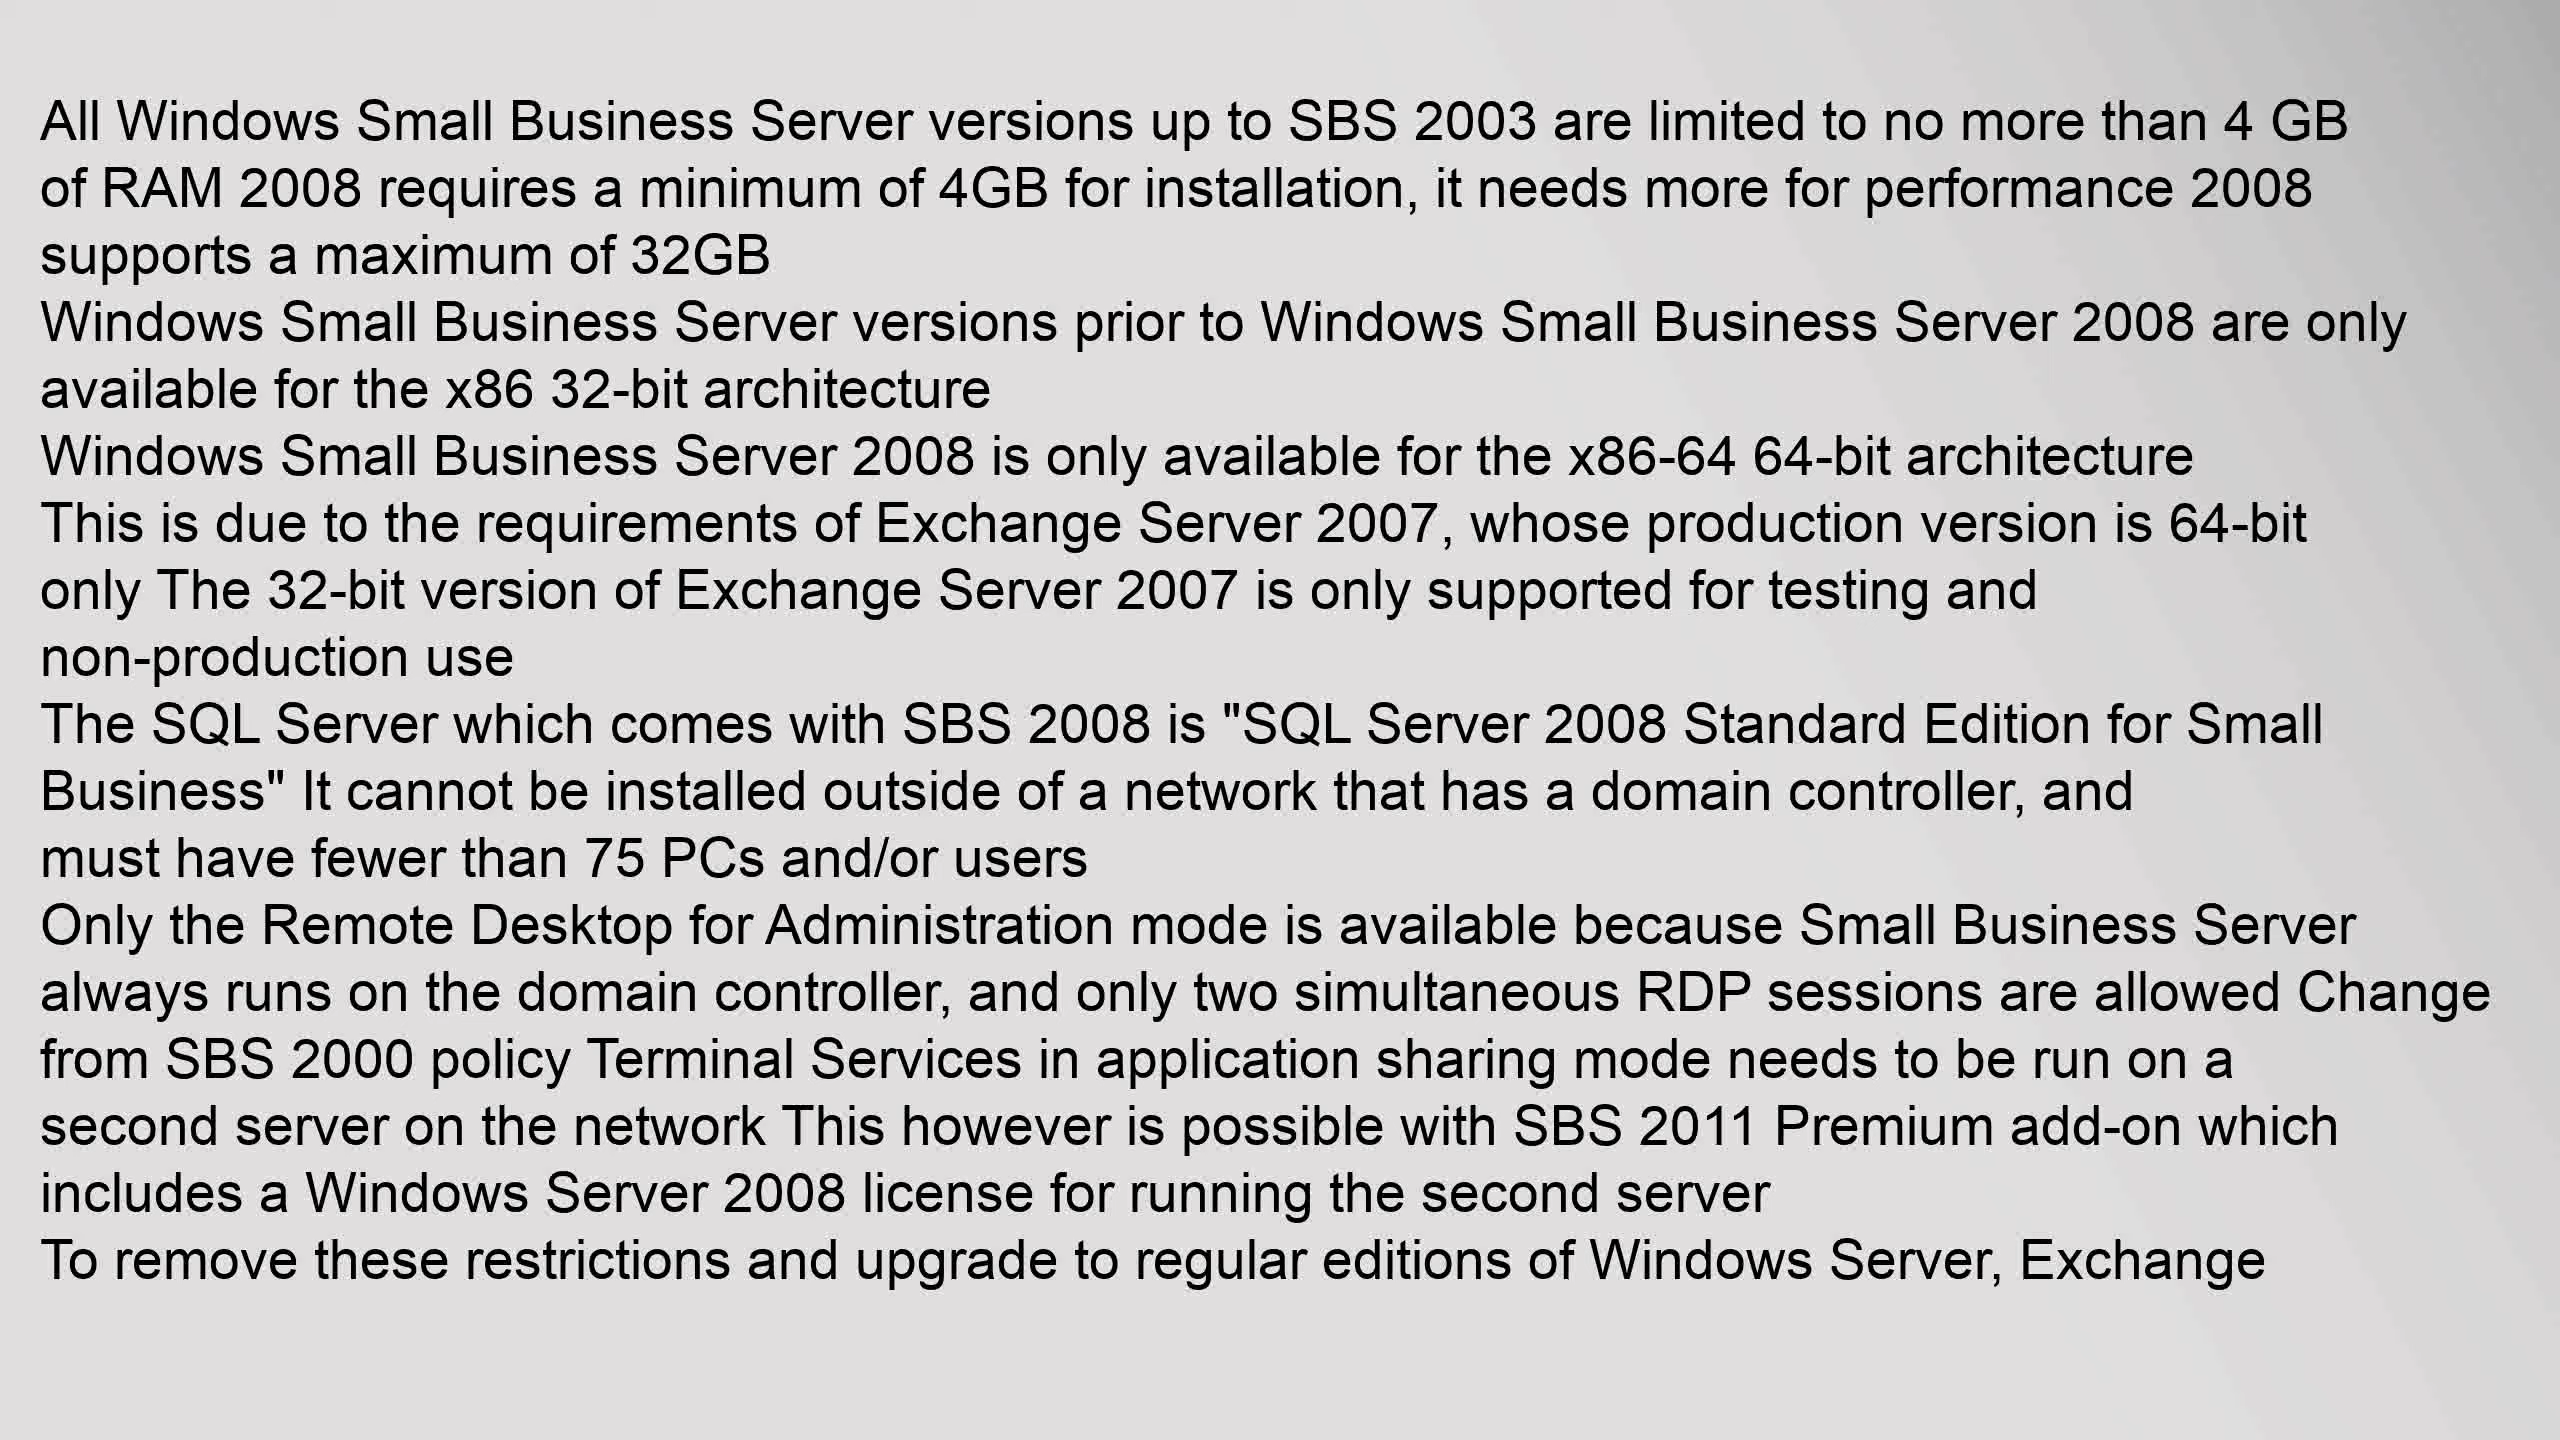 All Windows Small Business Server versions up to SBS 2003 are limited to no more than 4 GB
of RAM 2008 requires a minimum of 4GB for installation, it needs more for performance 2008
supports a maximum of 32GB
Windows Small Business Server versions prior to Windows Small Business Server 2008 are only
available for the x86 32-bit architecture
Windows Small Business Server 2008 is only available for the x86-64 64-bit architecture
This is due to the requirements of Exchange Server 2007, whose production version is 64-bit
only The 32-bit version of Exchange Server 2007 is only supported for testing and
non-production use
The SQL Server which comes with SBS 2008 is "SQL Server 2008 Standard Edition for Small
Business" It cannot be installed outside of a network that has a domain controller, and
must have fewer than 75 PCs and/or users
Only the Remote Desktop for Administration mode is available because Small Business Server
always runs on the domain controller, and only two simultaneous RDP sessions are allowed Change
from SBS 2000 policy Terminal Services in application sharing mode needs to be run on a
second server on the network This however is possible with SBS 2011 Premium add-on which
includes a Windows Server 2008 license for running the second server
To remove these restrictions and upgrade to regular editions of Windows Server, Exchange